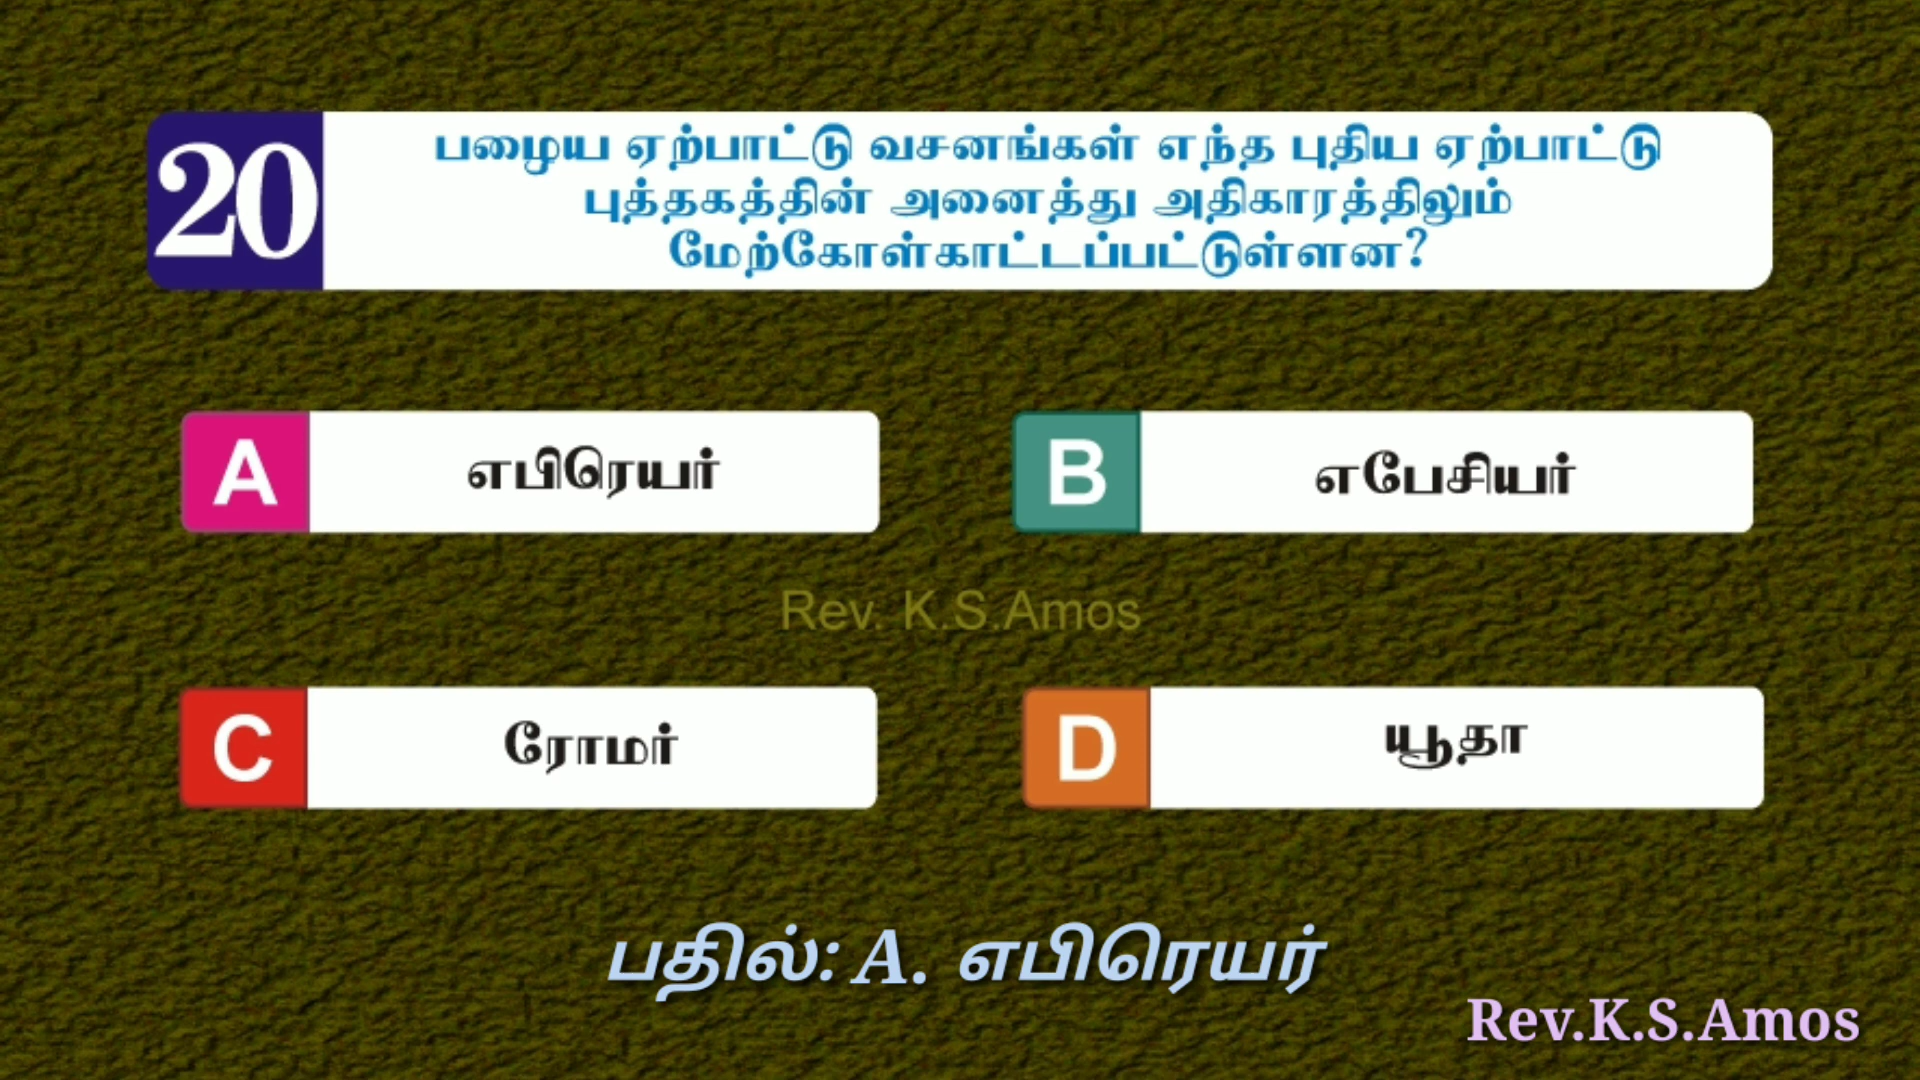 20
பழைய ஏற்பாட்டு வசனங்கள் எந்த புதிய ஏற்பாட்டு
புத்தகத்தின் அனைத்து அதிகாரத்திலும்
மேற்கோள்காட்டப்பட்டுள்ளன?
A எபிரெயர்
B எபேசியர்
Rev. K.S.Amos
C ரோமர்
D யூதா
பதில்: A. எபிரெயர்
Rev.K.S.Amos